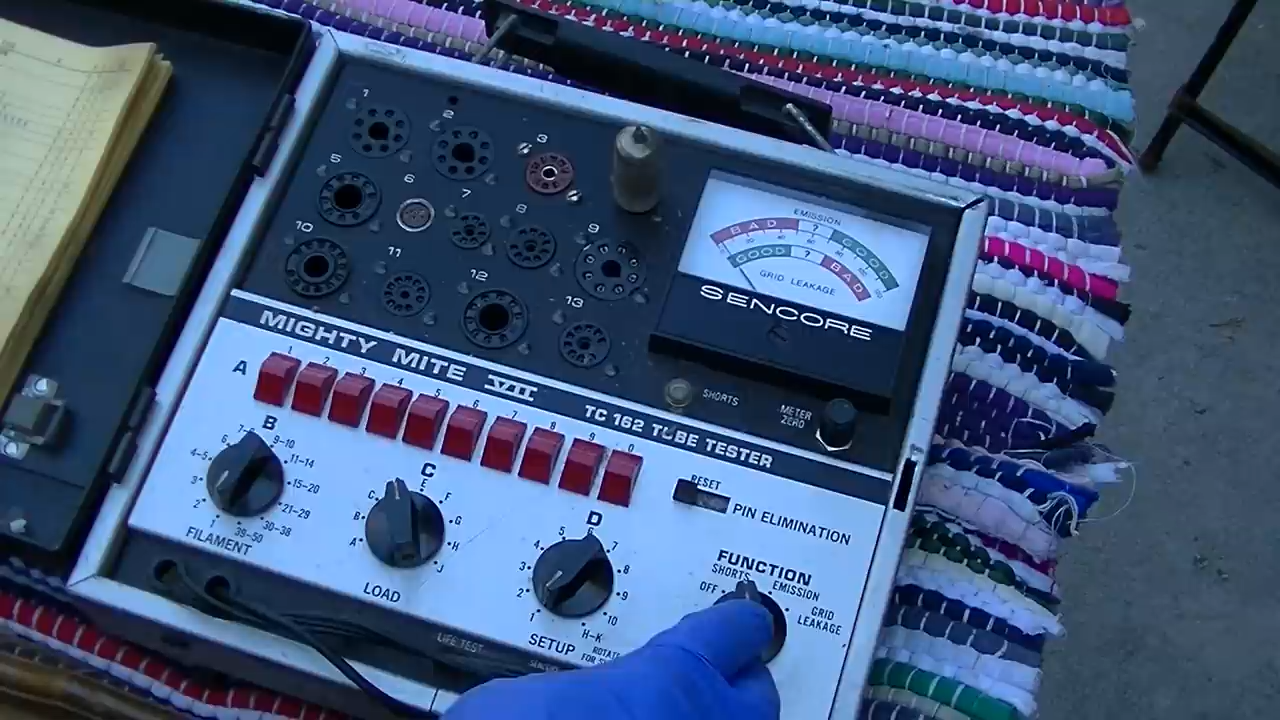 1
2
3
5
6
7
8
9
10
11
12
13
EMISSION
BAD ? GOOD
GOOD ? BAD
GRID LEAKAGE
SENCORE
SHORTS
METER ZERO
MIGHTY MITE VII
TC 162 TUBE TESTER
A
1 2 3 4 5 6 7 8 9 0
RESET
PIN ELIMINATION
B
1 2 3 4-5 6 7-8 9-10 11-14 15-20 21-29 30-38 39-50
FILAMENT
C
A B C E F G H J
LOAD
D
1 2 3 4 5 6 7 8 9 10
H-K
SETUP
ROTATE
FOR
FUNCTION
OFF SHORTS EMISSION
GRID LEAKAGE
LIFE TEST